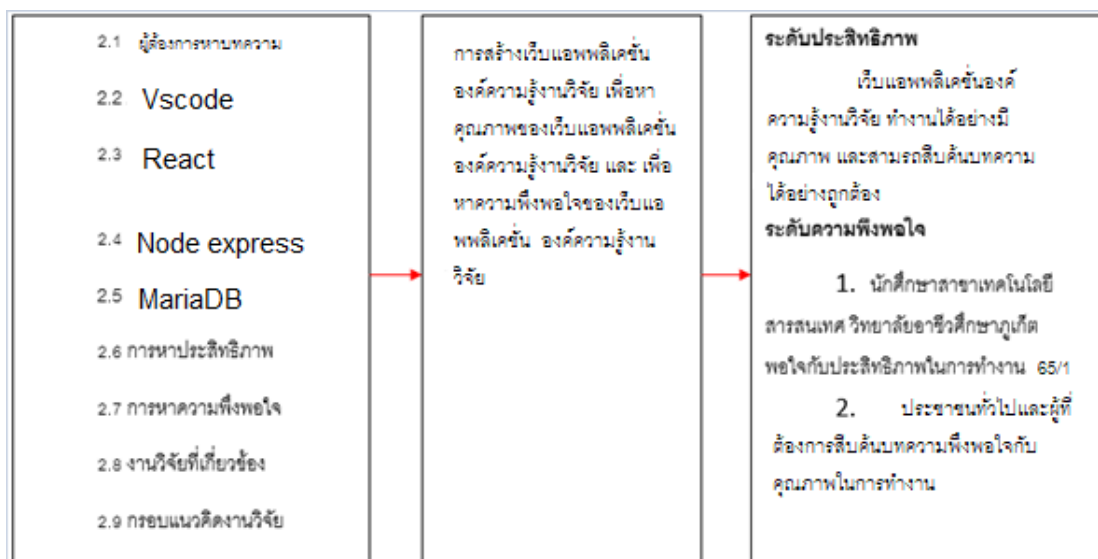 2.1 ผู้ต้องการหาบทความ
2.2 Vscode
2.3 React
2.4 Node express
2.5 MariaDB
2.6 การหาประสิทธิภาพ
2.7 การหาความพึงพอใจ
2.8 งานวิจัยที่เกี่ยวข้อง
2.9 กรอบแนวคิดงานวิจัย
การสร้างเว็บแอพพลิเคชั่น
องค์ความรู้งานวิจัย เพื่อหา
คุณภาพของเว็บแอพพลิเคชั่น
องค์ความรู้งานวิจัย และ เพื่อ
หาความพึงพอใจของเว็บแอ
พพลิเคชั่น องค์ความรู้งาน
วิจัย
ระดับประสิทธิภาพ
เว็บแอพพลิเคชั่นองค์
ความรู้งานวิจัย ทำงานได้อย่างมี
คุณภาพ และสามรถสืบค้นบทความ
ได้อย่างถูกต้อง
ระดับความพึงพอใจ
1. นักศึกษาสาขาเทคโนโลยี
สารสนเทศ วิทยาลัยอาชีวศึกษาภูเก็ต
พอใจกับประสิทธิภาพในการทำงาน 65/1
2. ประชาชนทั่วไปและผู้ที่
ต้องการสืบค้นบทความพึงพอใจกับ
คุณภาพในการทำงาน